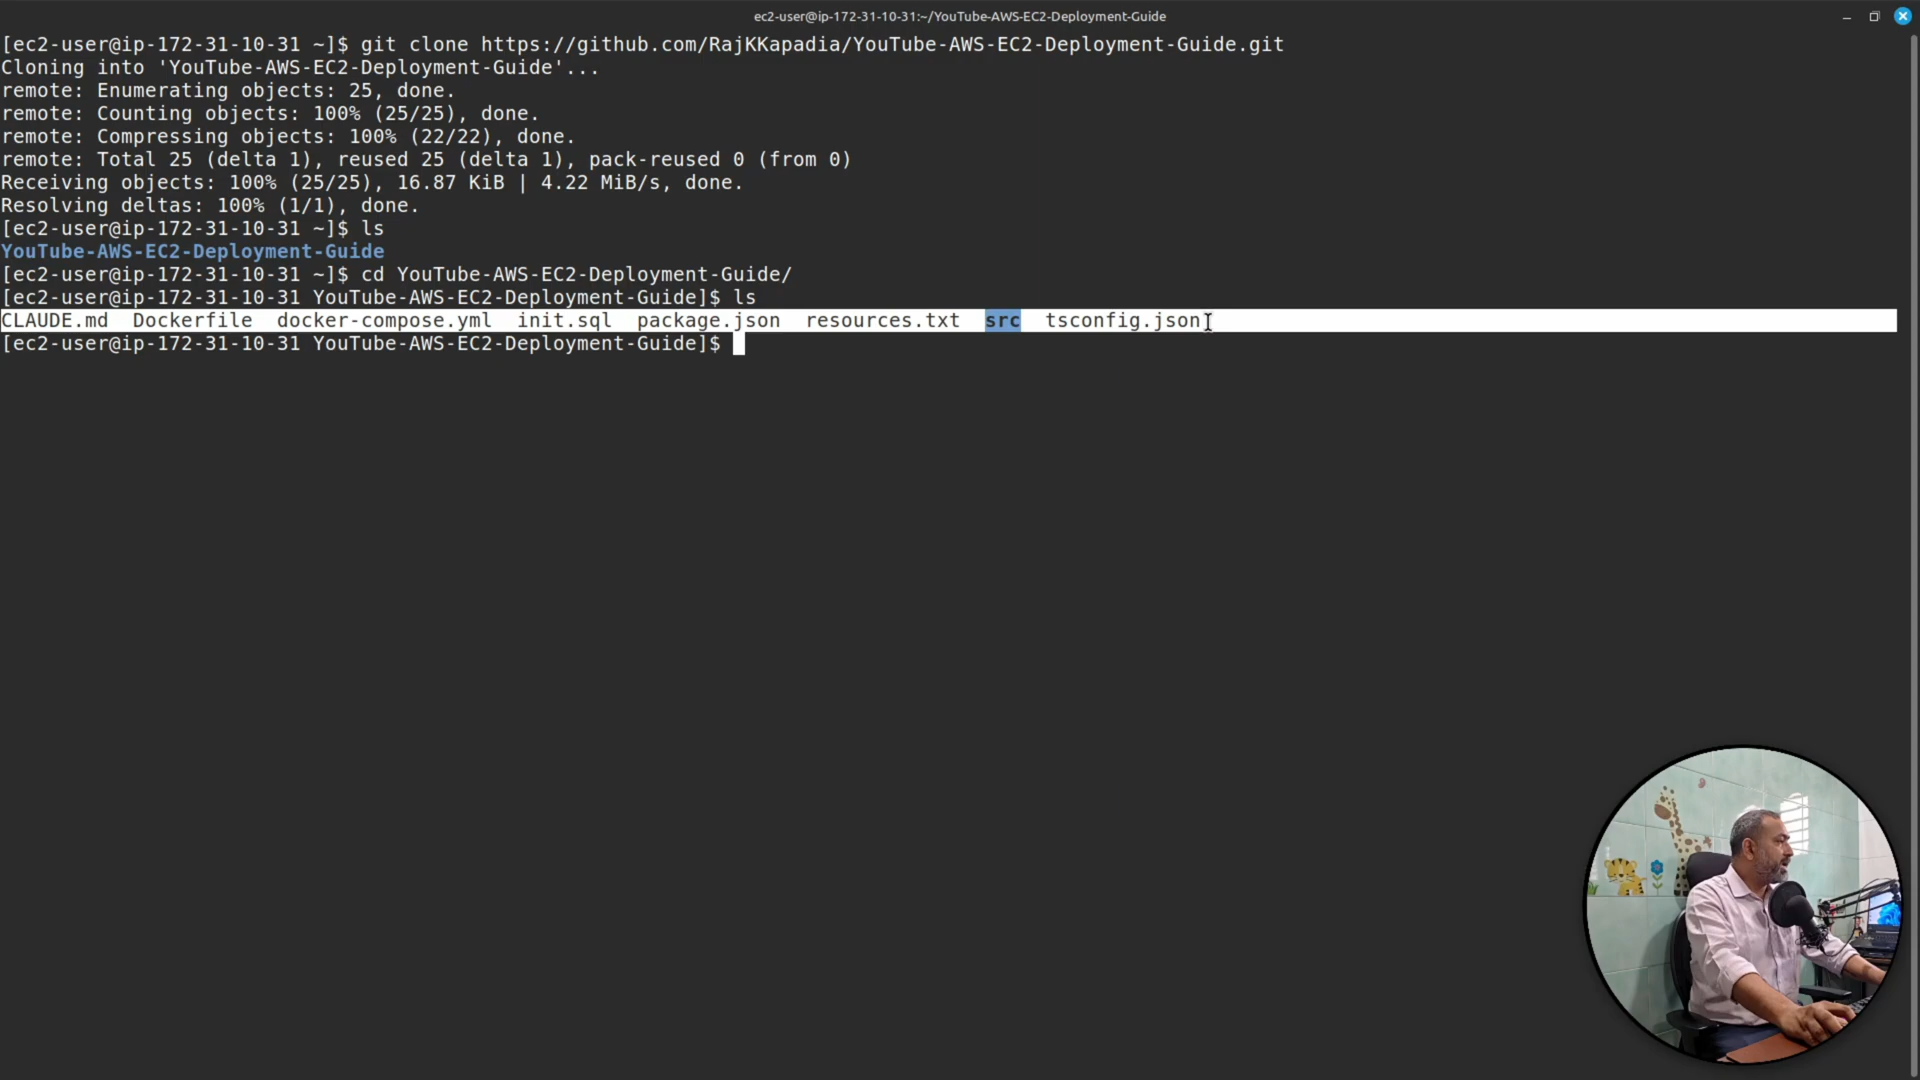 ec2-user@ip-172-31-10-31:~/YouTube-AWS-EC2-Deployment-Guide
[ec2-user@ip-172-31-10-31 ~]$ git clone https://github.com/RajKKapadia/YouTube-AWS-EC2-Deployment-Guide.git
Cloning into 'YouTube-AWS-EC2-Deployment-Guide'...
remote: Enumerating objects: 25, done.
remote: Counting objects: 100% (25/25), done.
remote: Compressing objects: 100% (22/22), done.
remote: Total 25 (delta 1), reused 25 (delta 1), pack-reused 0 (from 0)
Receiving objects: 100% (25/25), 16.87 KiB | 4.22 MiB/s, done.
Resolving deltas: 100% (1/1), done.
[ec2-user@ip-172-31-10-31 ~]$ ls
YouTube-AWS-EC2-Deployment-Guide
[ec2-user@ip-172-31-10-31 ~]$ cd YouTube-AWS-EC2-Deployment-Guide/
[ec2-user@ip-172-31-10-31 YouTube-AWS-EC2-Deployment-Guide]$ ls
CLAUDE.md  Dockerfile  docker-compose.yml  init.sql  package.json  resources.txt  src  tsconfig.json
[ec2-user@ip-172-31-10-31 YouTube-AWS-EC2-Deployment-Guide]$